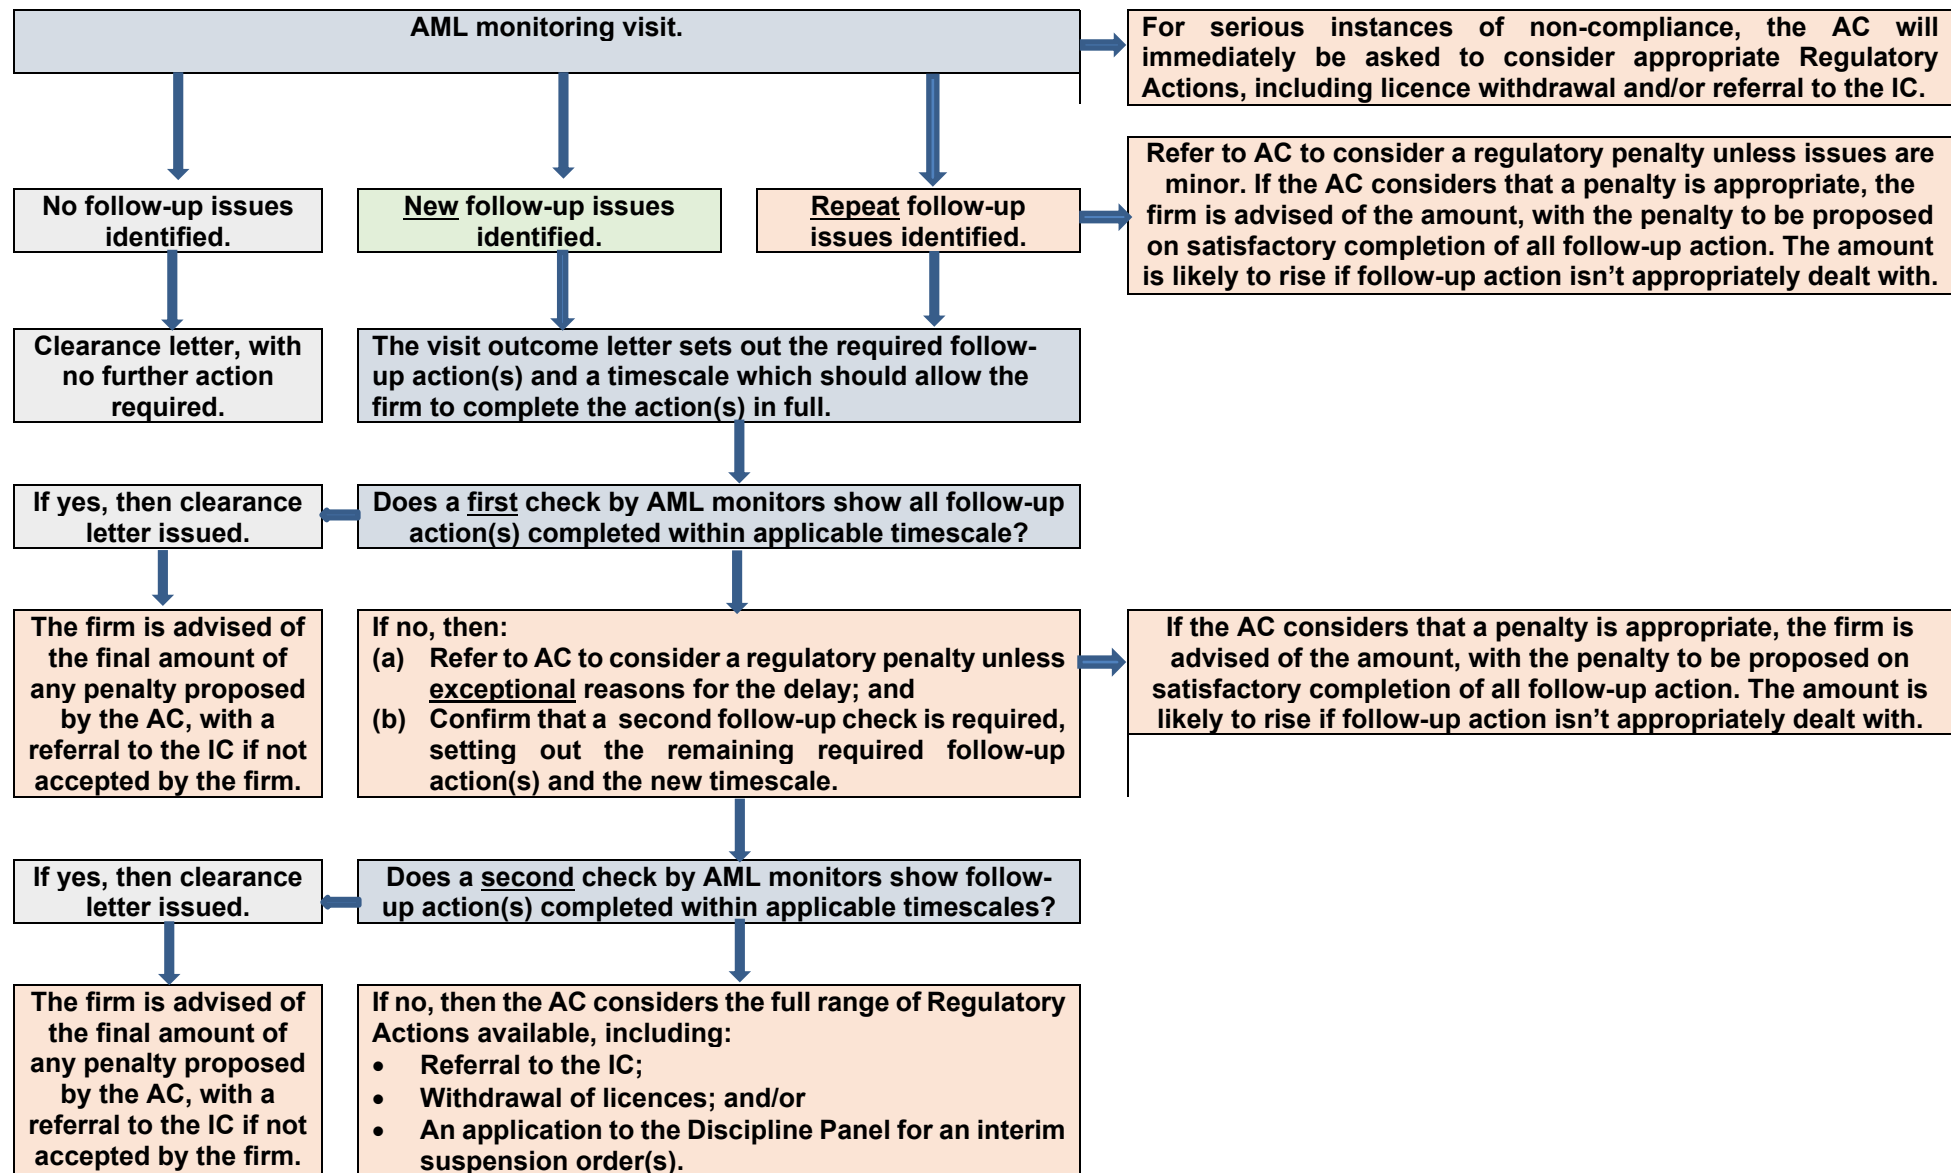 AML monitoring visit.
For serious instances of non-compliance, the AC will
immediately be asked to consider appropriate Regulatory
Actions, including licence withdrawal and/or referral to the IC.
Refer to AC to consider a regulatory penalty unless issues are
minor. If the AC considers that a penalty is appropriate, the
firm is advised of the amount, with the penalty to be proposed
on satisfactory completion of all follow-up action. The amount
is likely to rise if follow-up action isn’t appropriately dealt with.
No follow-up issues
identified.
New follow-up issues
identified.
Repeat follow-up
issues identified.
Clearance letter, with
no further action
required.
The visit outcome letter sets out the required follow-
up action(s) and a timescale which should allow the
firm to complete the action(s) in full.
If yes, then clearance
letter issued.
Does a first check by AML monitors show all follow-up
action(s) completed within applicable timescale?
The firm is advised of
the final amount of
any penalty proposed
by the AC, with a
referral to the IC if not
accepted by the firm.
If no, then:
(a) Refer to AC to consider a regulatory penalty unless
exceptional reasons for the delay; and
(b) Confirm that a second follow-up check is required,
setting out the remaining required follow-up
action(s) and the new timescale.
If the AC considers that a penalty is appropriate, the firm is
advised of the amount, with the penalty to be proposed on
satisfactory completion of all follow-up action. The amount is
likely to rise if follow-up action isn’t appropriately dealt with.
If yes, then clearance
letter issued.
Does a second check by AML monitors show follow-
up action(s) completed within applicable timescales?
The firm is advised of
the final amount of
any penalty proposed
by the AC, with a
referral to the IC if not
accepted by the firm.
If no, then the AC considers the full range of Regulatory
Actions available, including:
• Referral to the IC;
• Withdrawal of licences; and/or
• An application to the Discipline Panel for an interim
suspension order(s).